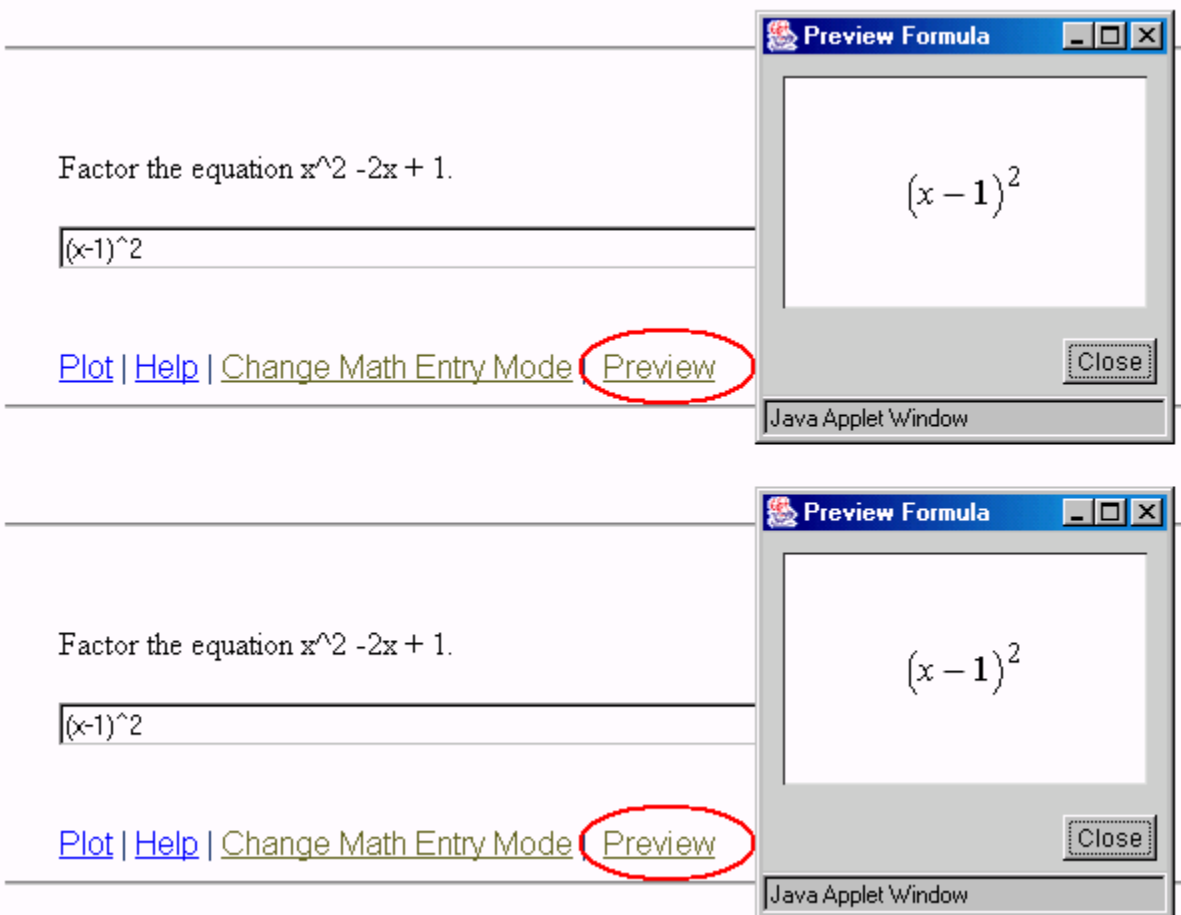 Preview Formula
Factor the equation x^2 -2x + 1.
(x − 1)²
(x-1)^2
Plot | Help | Change Math Entry Mode | Preview
Close
Java Applet Window
Preview Formula
Factor the equation x^2 -2x + 1.
(x − 1)²
(x-1)^2
Plot | Help | Change Math Entry Mode | Preview
Close
Java Applet Window